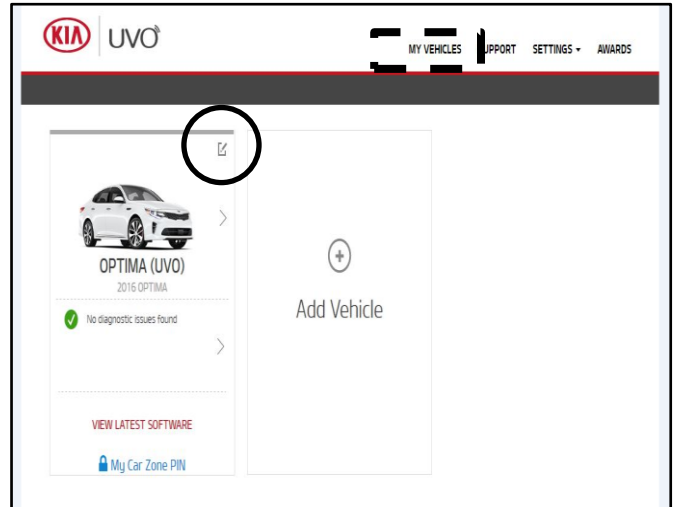 KIA UVO
MY VEHICLES UPPORT SETTINGS AWARDS
OPTIMA (UVO)
2016 OPTIMA
No diagnostic issues found
VIEW LATEST SOFTWARE
My Car Zone PIN
Add Vehicle